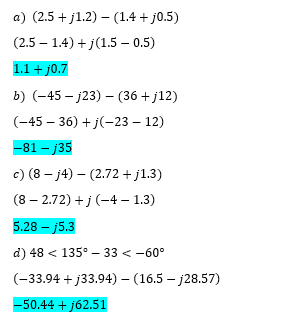 a) (2.5 + j1.2) − (1.4 + j0.5)
(2.5 − 1.4) + j(1.5 − 0.5)
1.1 + j0.7
b) (−45 − j23) − (36 + j12)
(−45 − 36) + j(−23 − 12)
−81 − j35
c) (8 − j4) − (2.72 + j1.3)
(8 − 2.72) + j (−4 − 1.3)
5.28 − j5.3
d) 48 < 135° − 33 < −60°
(−33.94 + j33.94) − (16.5 − j28.57)
−50.44 + j62.51